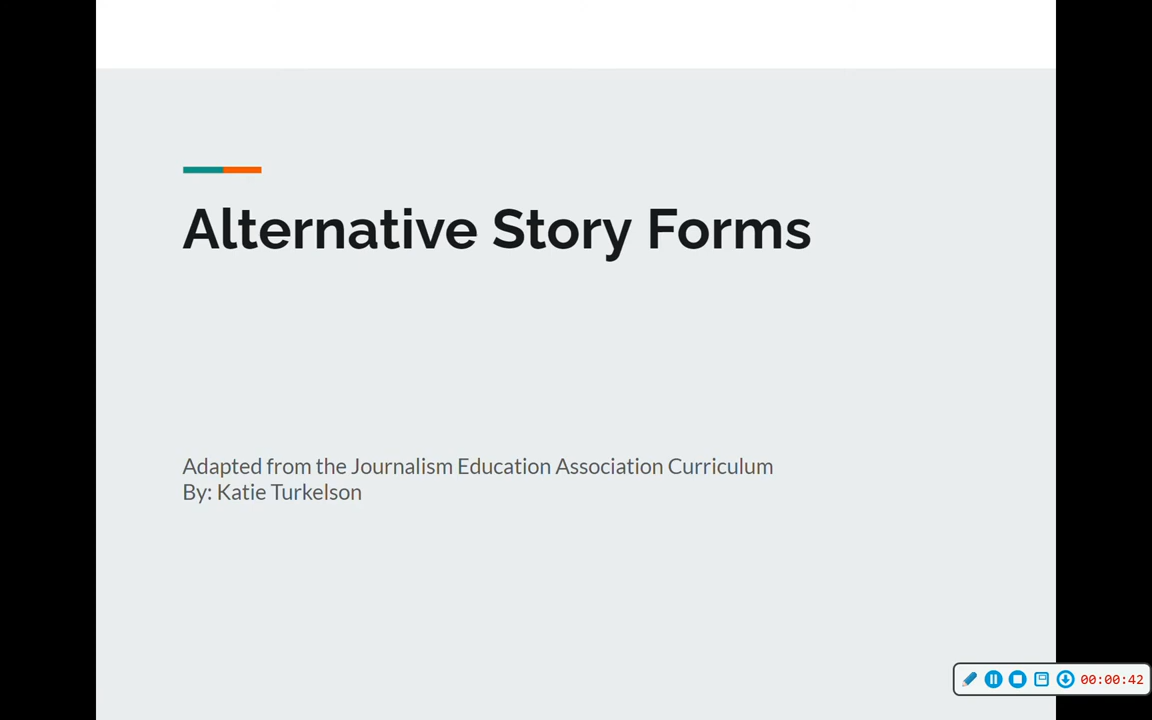 Alternative Story Forms
Adapted from the Journalism Education Association Curriculum
By: Katie Turkelson
00:00:42